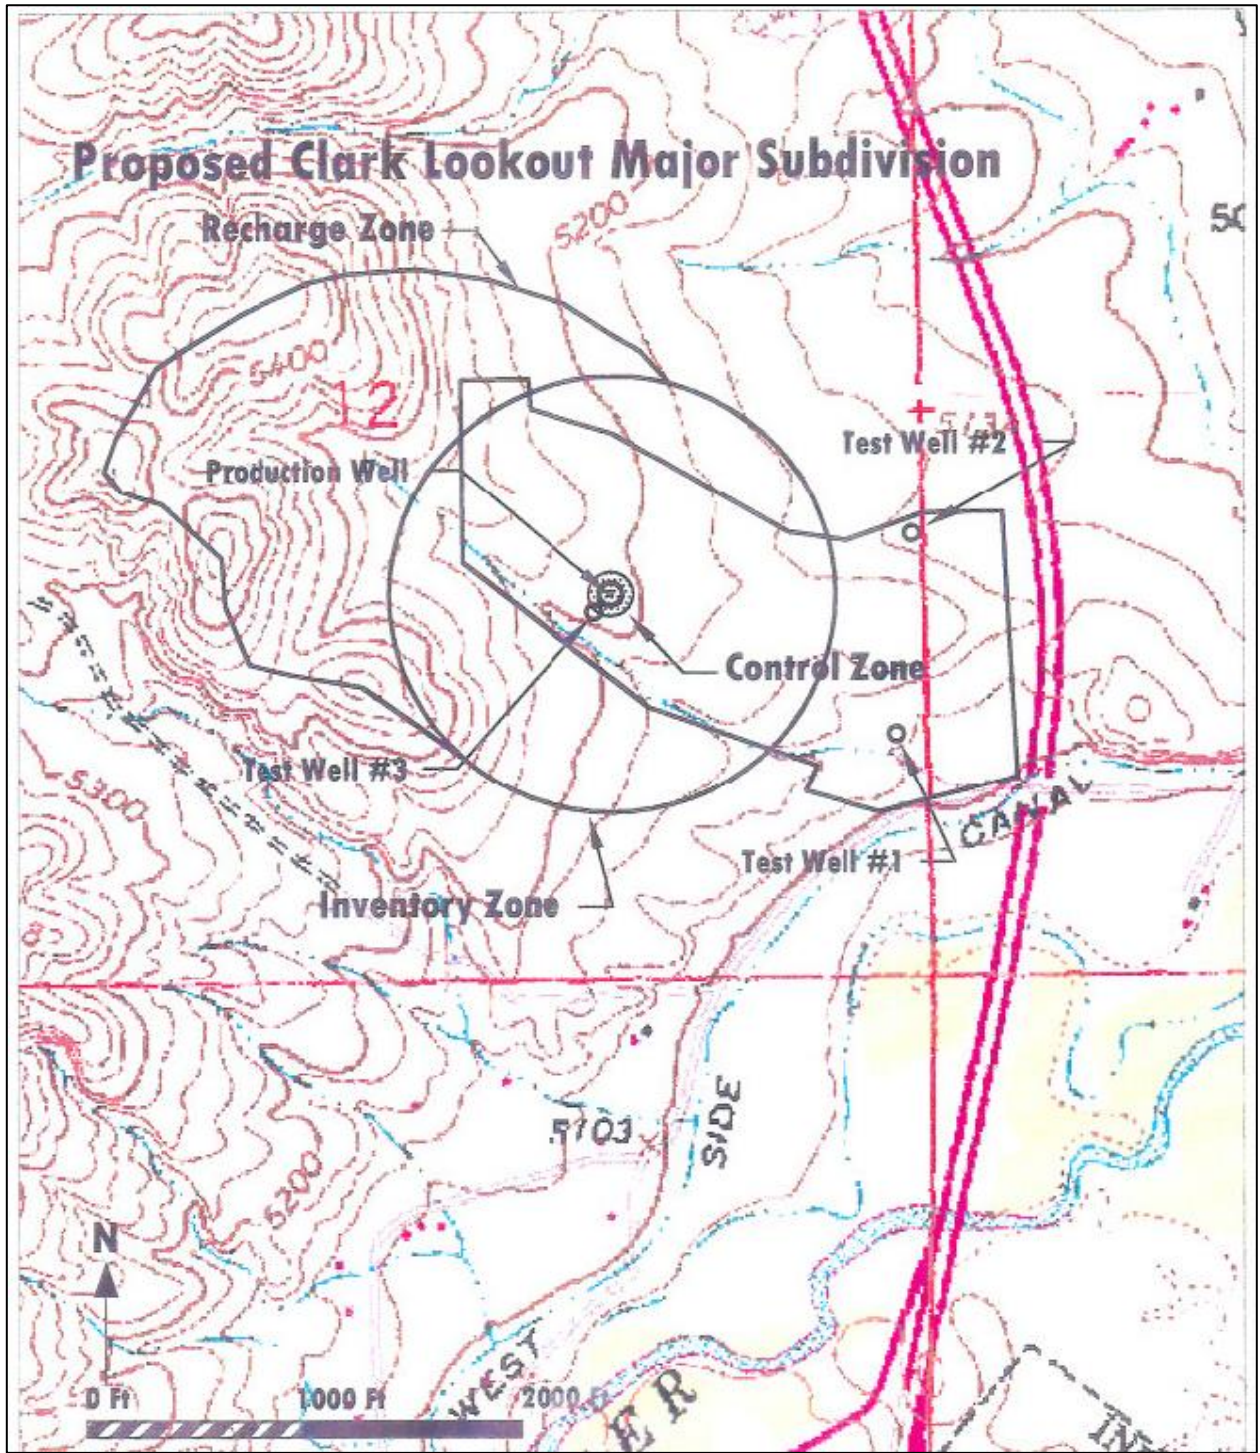 Proposed Clark Lookout Major Subdivision
Recharge Zone
5200
5400
12
Test Well #2
Production Well
Control Zone
Test Well #3
5300
CANAL
Test Well #1
Inventory Zone
SIDE
5103
5200
N
0 Ft 1000 Ft 2000 Ft
WEST
ER